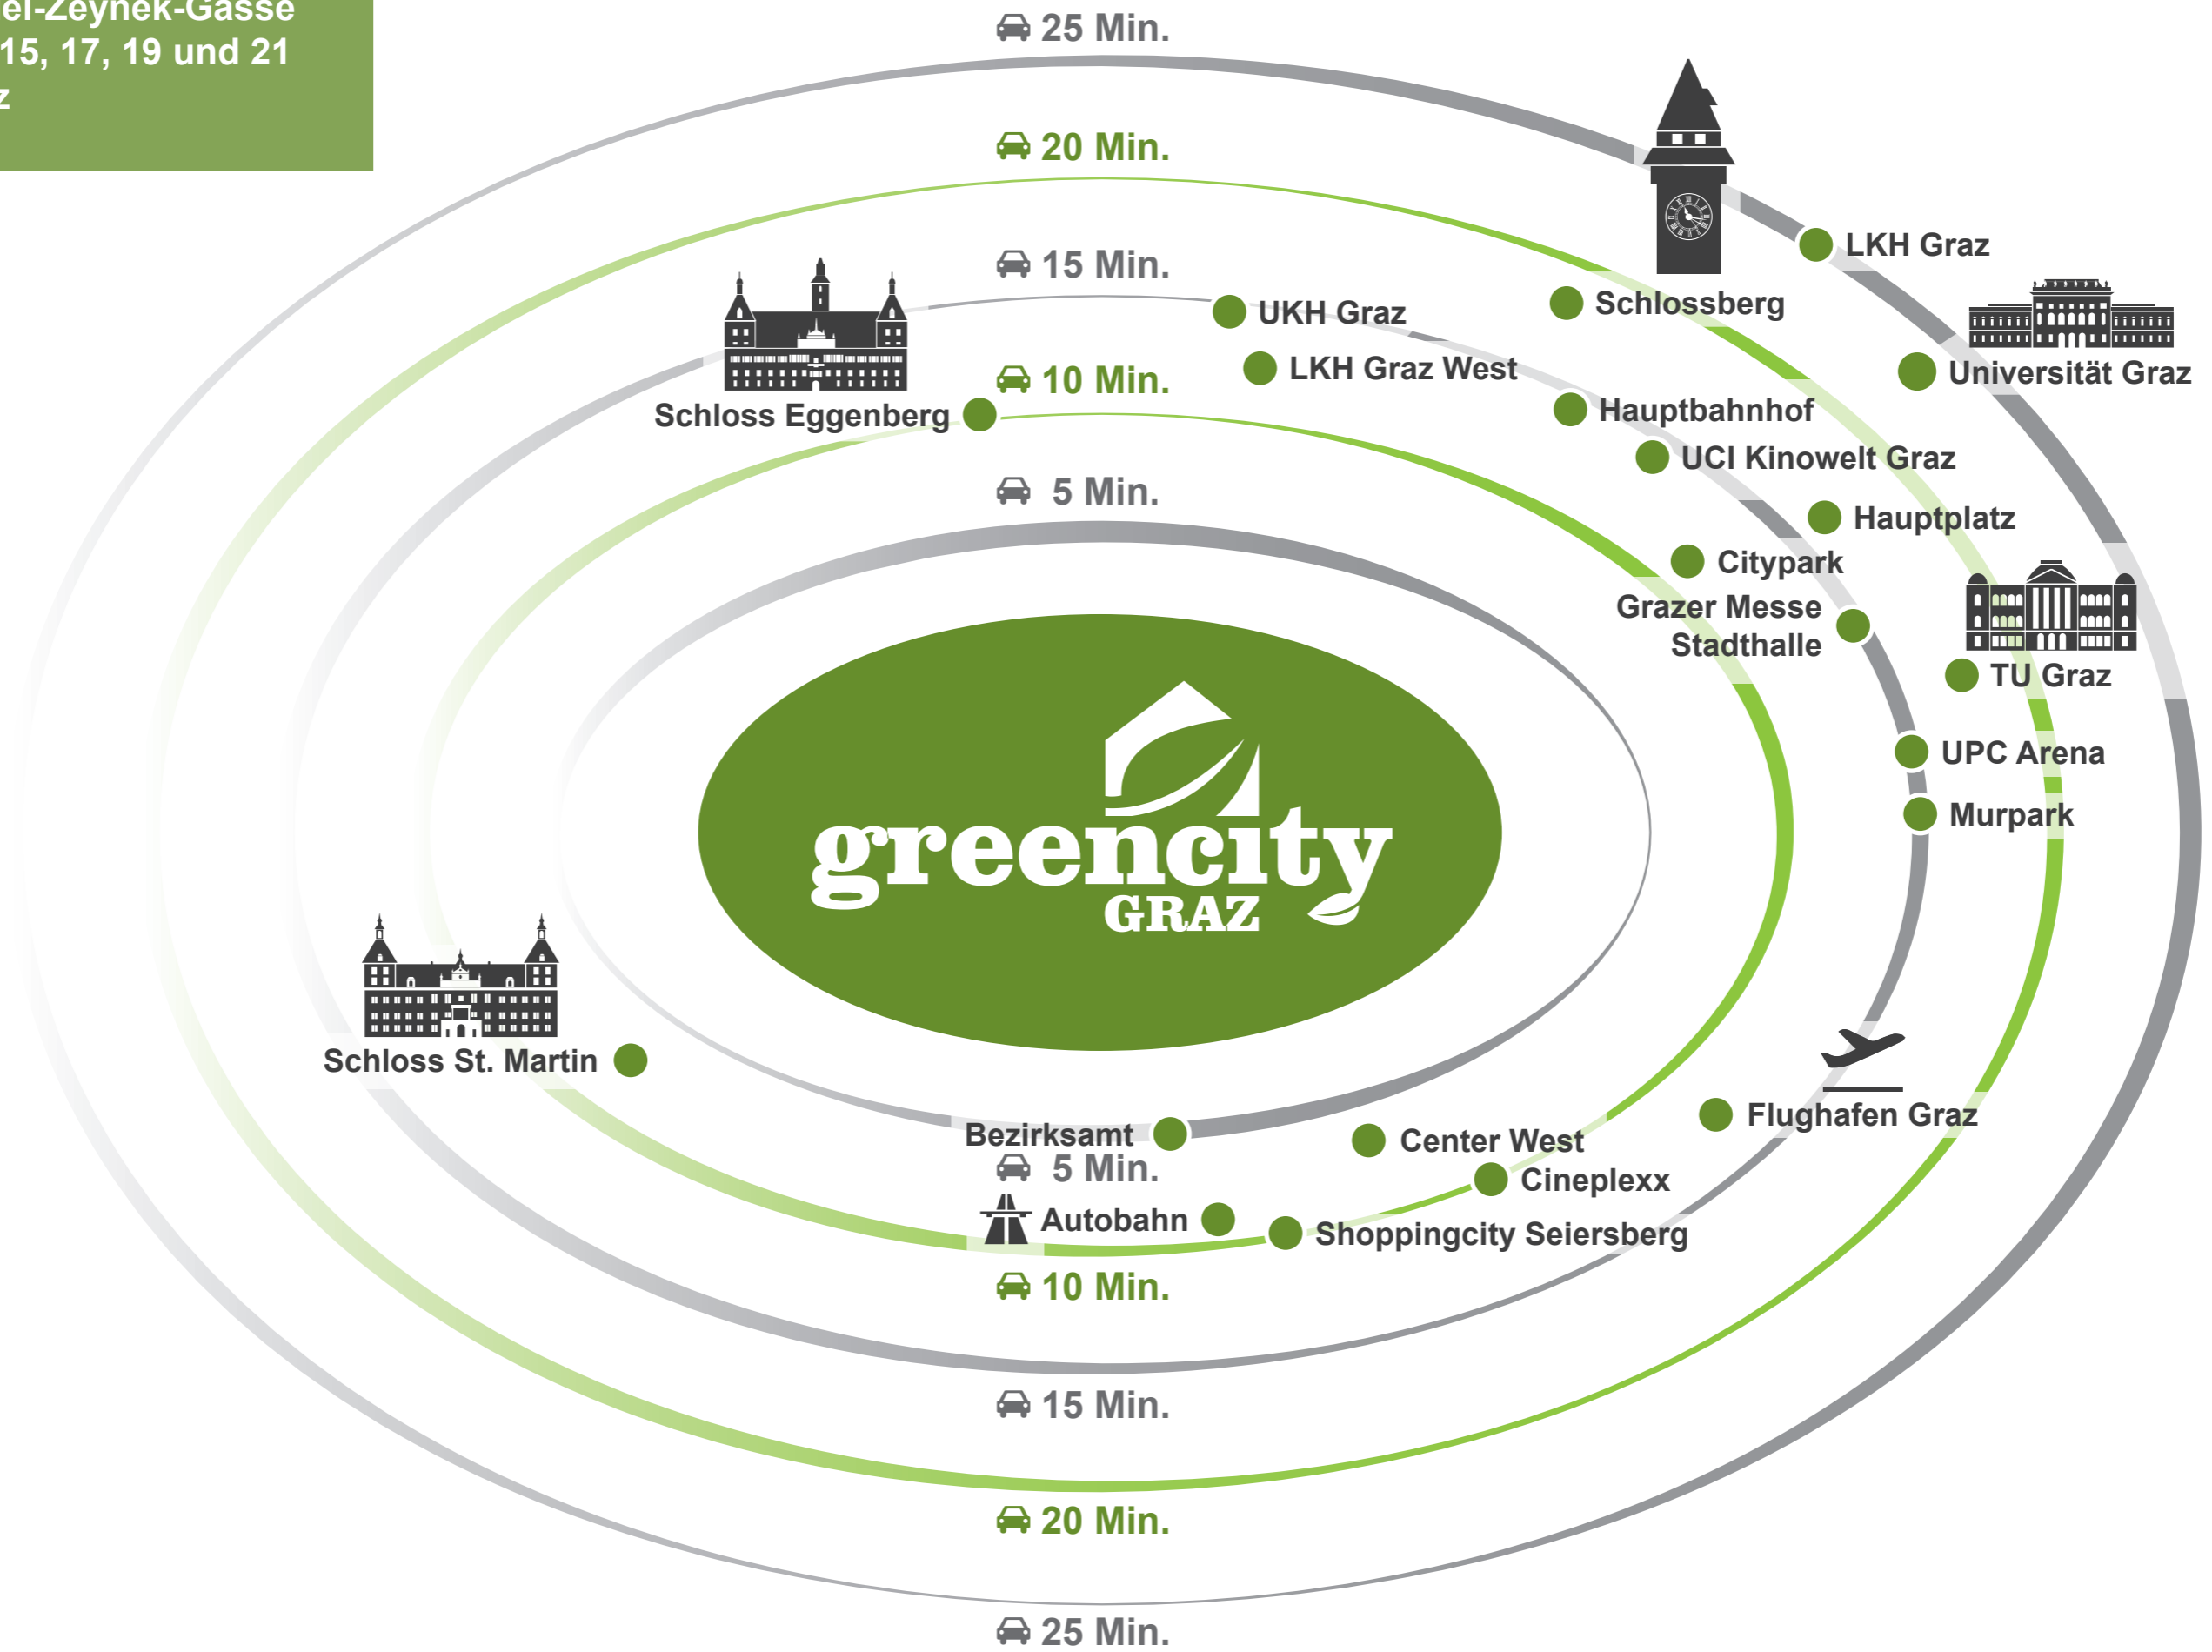 15, 17, 19 und 21
25 Min.
20 Min.
15 Min.
LKH Graz
Schlossberg
UKH Graz
LKH Graz West
Universität Graz
10 Min.
Schloss Eggenberg
Hauptbahnhof
UCI Kinowelt Graz
5 Min.
Hauptplatz
Citypark
Grazer Messe
Stadthalle
TU Graz
UPC Arena
Murpark
greencity
GRAZ
Schloss St. Martin
Flughafen Graz
Bezirksamt
Center West
5 Min.
Cineplexx
Autobahn
Shoppingcity Seiersberg
10 Min.
15 Min.
20 Min.
25 Min.